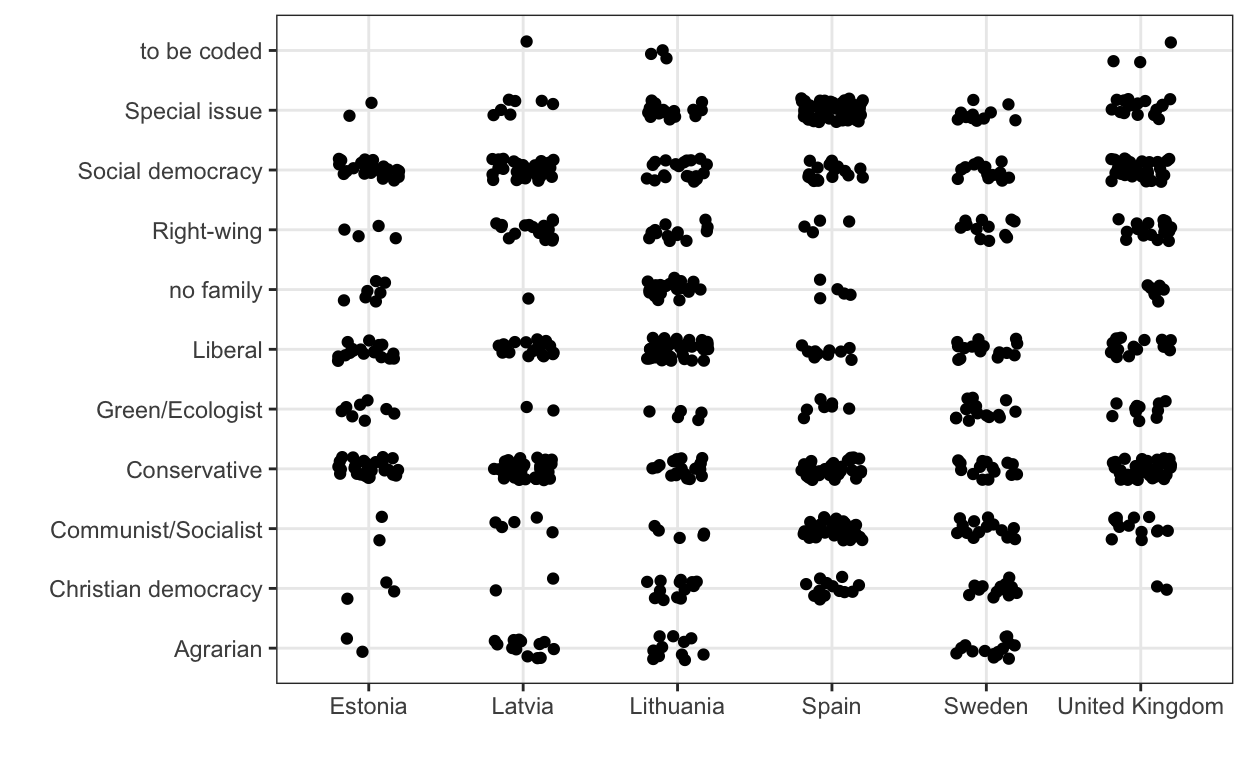 to be coded
Special issue
Social democracy
Right-wing
no family
Liberal
Green/Ecologist
Conservative
Communist/Socialist
Christian democracy
Agrarian
Estonia Latvia Lithuania Spain Sweden United Kingdom